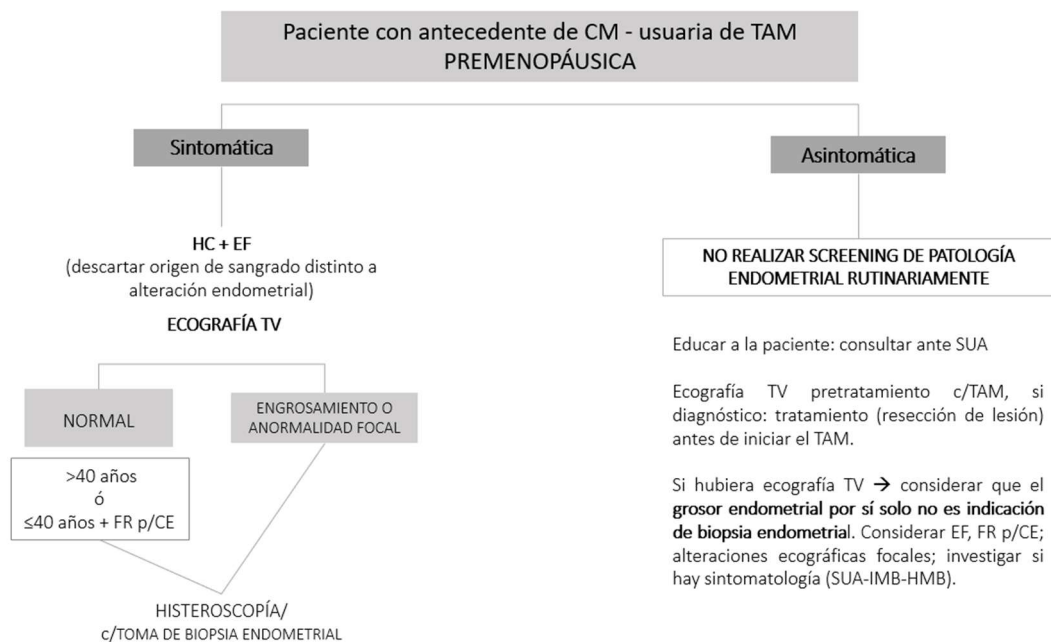 Paciente con antecedente de CM - usuaria de TAM
PREMENOPÁUSICA
Sintomática
HC + EF
(descartar origen de sangrado distinto a
alteración endometrial)
ECOGRAFÍA TV
NORMAL
ENGROSAMIENTO O
ANORMALIDAD FOCAL
>40 años
ó
≤40 años + FR p/CE
HISTEROSCOPÍA/
c/TOMA DE BIOPSIA ENDOMETRIAL
Asintomática
NO REALIZAR SCREENING DE PATOLOGÍA
ENDOMETRIAL RUTINARIAMENTE
Educar a la paciente: consultar ante SUA
Ecografía TV pretratamiento c/TAM, si
diagnóstico: tratamiento (resección de lesión)
antes de iniciar el TAM.
Si hubiera ecografía TV → considerar que el
grosor endometrial por sí solo no es indicación
de biopsia endometrial. Considerar EF, FR p/CE;
alteraciones ecográficas focales; investigar si
hay sintomatología (SUA-IMB-HMB).